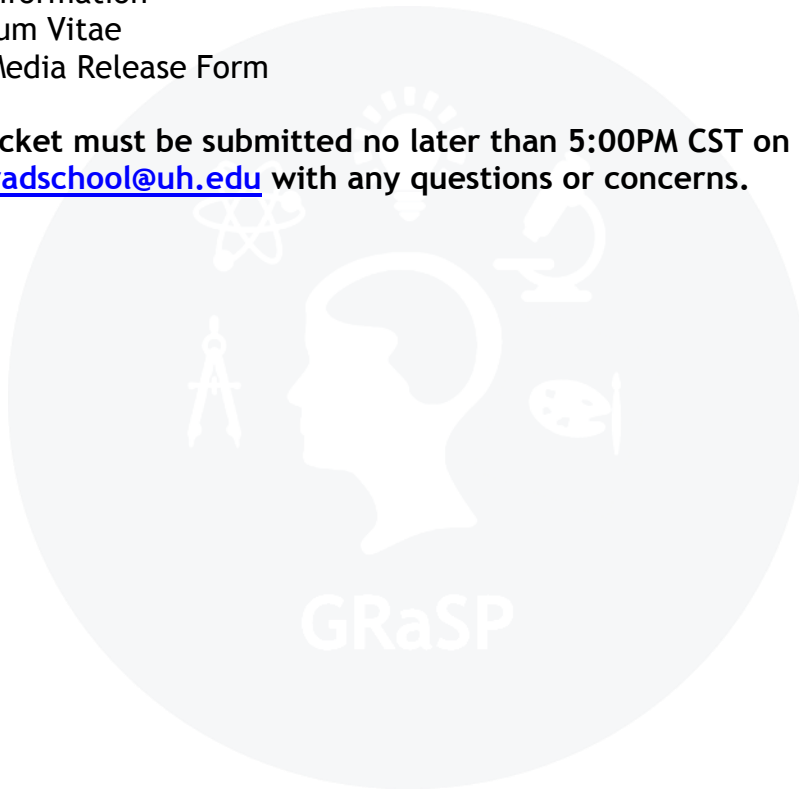 um Vitae
Media Release Form
cket must be submitted no later than 5:00PM CST on
adschool@uh.edu with any questions or concerns.
GRaSP